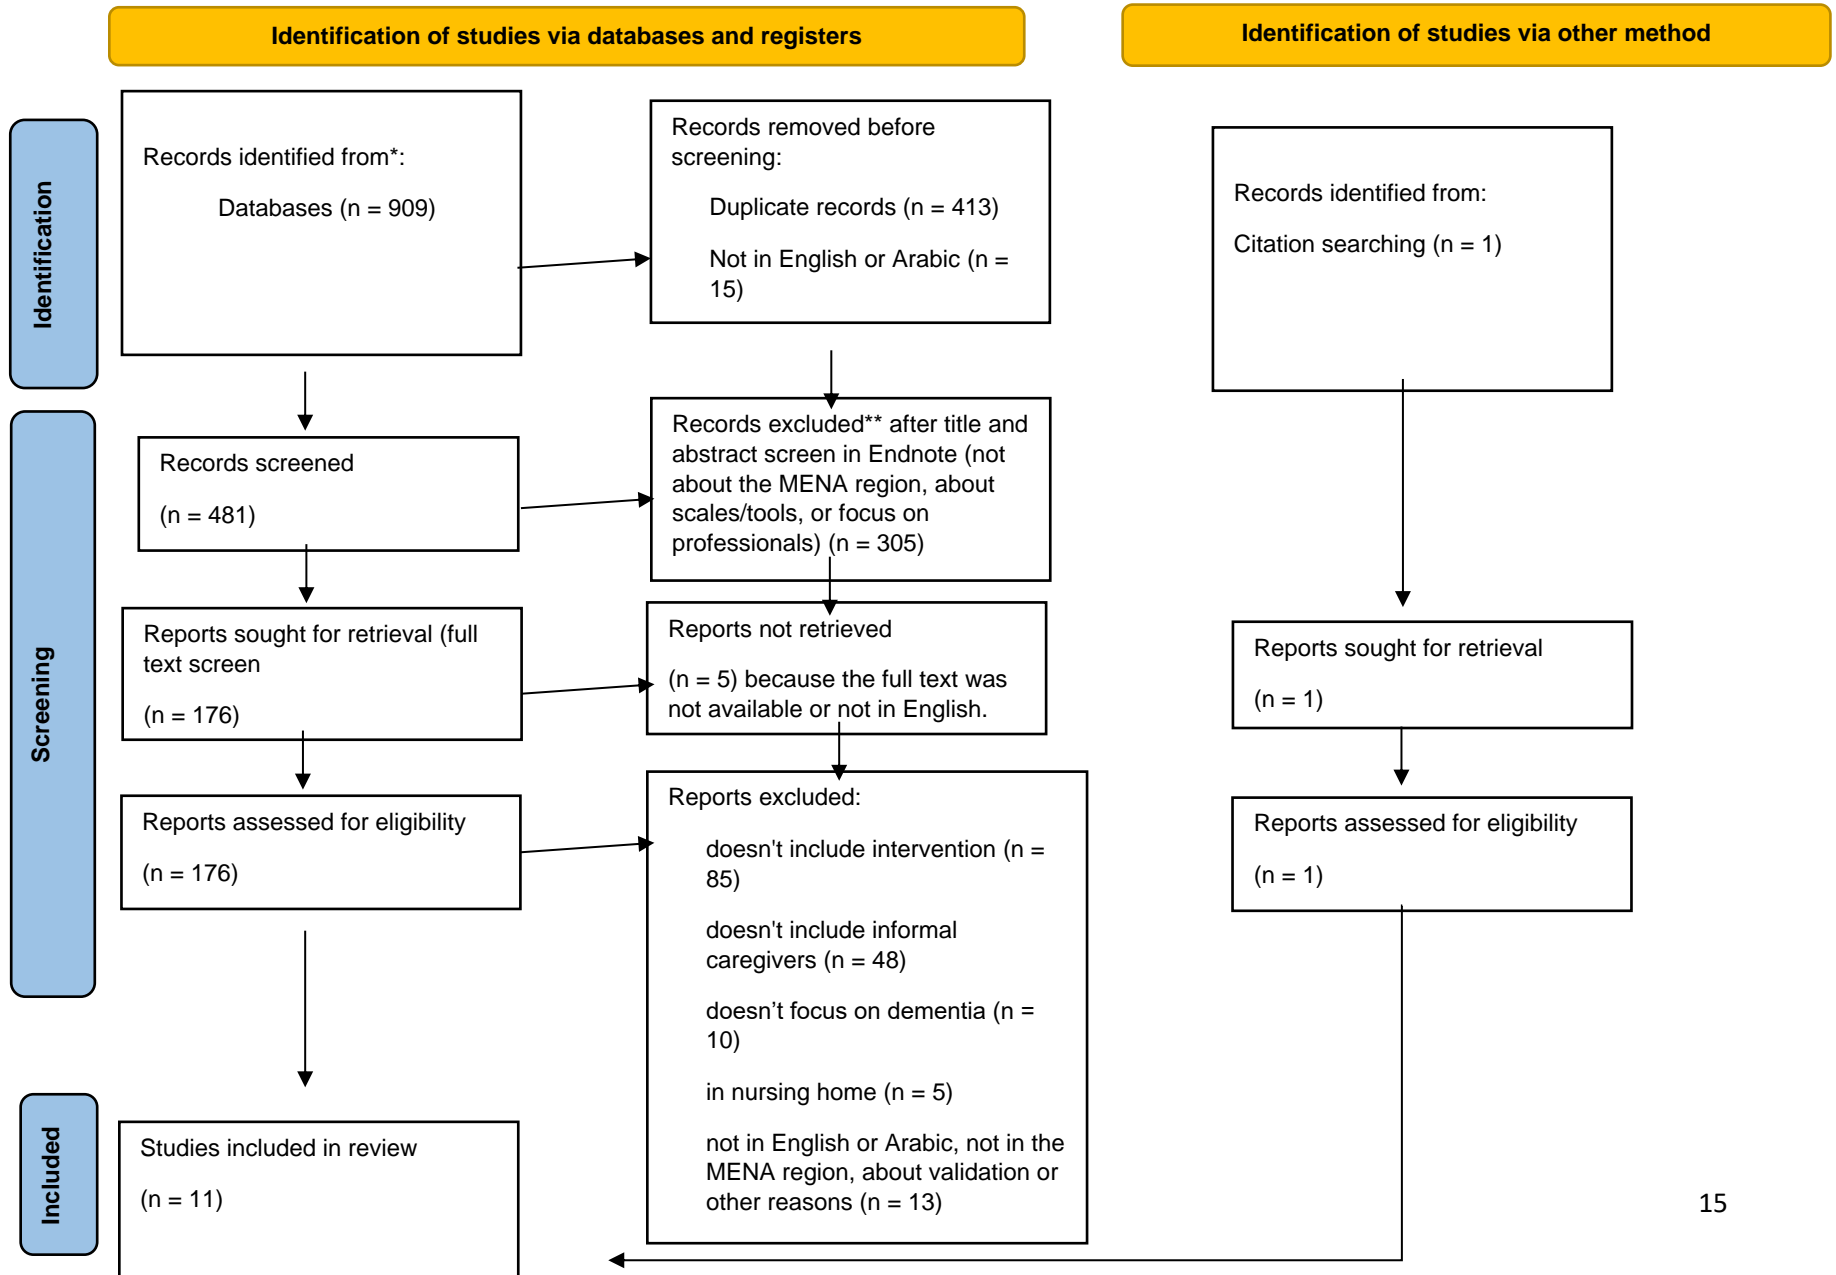 Identification of studies via databases and registers
Identification of studies via other method
Identification
Records identified from*:
Databases (n = 909)
Records removed before
screening:
Duplicate records (n = 413)
Not in English or Arabic (n =
15)
Records identified from:
Citation searching (n = 1)
Screening
Records screened
(n = 481)
Records excluded** after title and
abstract screen in Endnote (not
about the MENA region, about
scales/tools, or focus on
professionals) (n = 305)
Reports sought for retrieval (full
text screen
(n = 176)
Reports not retrieved
(n = 5) because the full text was
not available or not in English.
Reports sought for retrieval
(n = 1)
Reports assessed for eligibility
(n = 176)
Reports excluded:
doesn't include intervention (n =
85)
doesn't include informal
caregivers (n = 48)
doesn’t focus on dementia (n =
10)
in nursing home (n = 5)
not in English or Arabic, not in the
MENA region, about validation or
other reasons (n = 13)
Reports assessed for eligibility
(n = 1)
Included
Studies included in review
(n = 11)
15